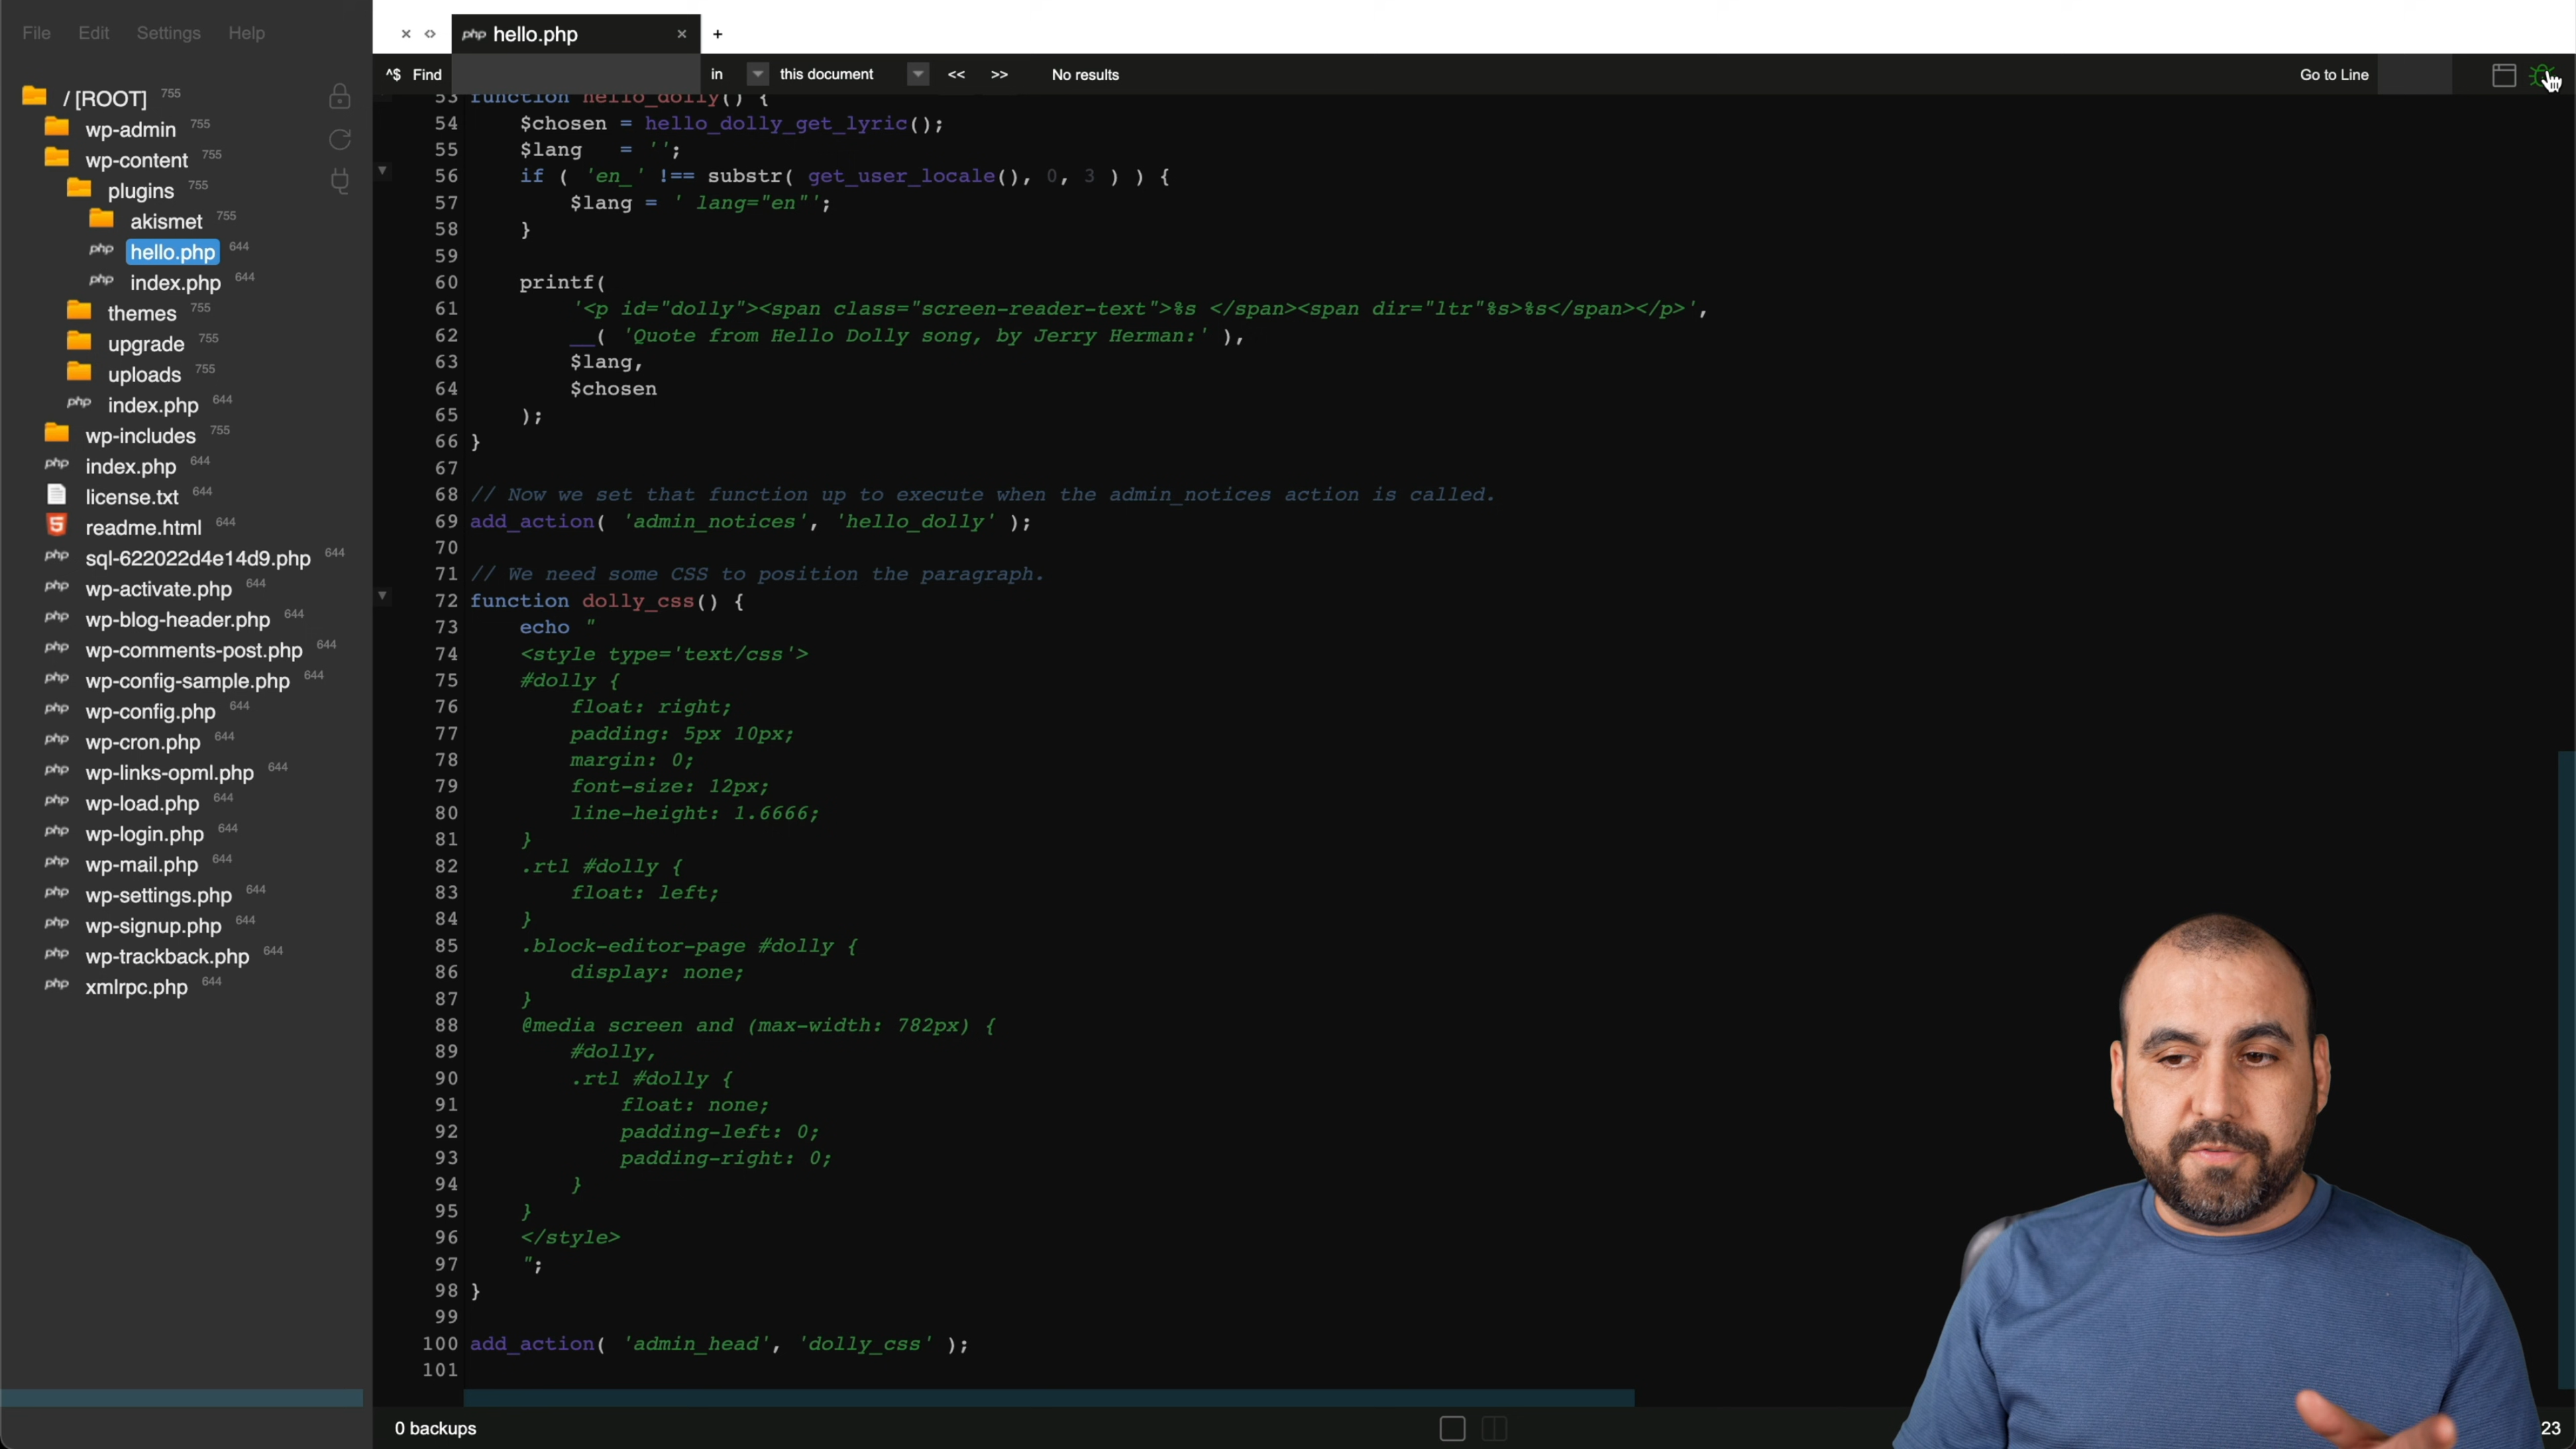 File Edit Settings Help
/ [ROOT] 755
wp-admin 755
wp-content 755
plugins 755
akismet 755
php hello.php 644
php index.php 644
themes 755
upgrade 755
uploads 755
php index.php 644
wp-includes 755
php index.php 644
license.txt 644
5 readme.html 644
php sql-622022d4e14d9.php 644
php wp-activate.php 644
php wp-blog-header.php 644
php wp-comments-post.php 644
php wp-config-sample.php 644
php wp-config.php 644
php wp-cron.php 644
php wp-links-opml.php 644
php wp-load.php 644
php wp-login.php 644
php wp-mail.php 644
php wp-settings.php 644
php wp-signup.php 644
php wp-trackback.php 644
php xmlrpc.php 644
× <> php hello.php × +
^$ Find in this document << >> No results Go to Line
53 function hello_dolly() {
54 $chosen = hello_dolly_get_lyric();
55 $lang = '';
56 if ( 'en_' !== substr( get_user_locale(), 0, 3 ) ) {
57 $lang = ' lang="en"';
58 }
59
60 printf(
61 '<p id="dolly"><span class="screen-reader-text">%s </span><span dir="ltr"%s>%s</span></p>',
62 __( 'Quote from Hello Dolly song, by Jerry Herman:' ),
63 $lang,
64 $chosen
65 );
66 }
67
68 // Now we set that function up to execute when the admin_notices action is called.
69 add_action( 'admin_notices', 'hello_dolly' );
70
71 // We need some CSS to position the paragraph.
72 function dolly_css() {
73 echo "
74 <style type='text/css'>
75 #dolly {
76 float: right;
77 padding: 5px 10px;
78 margin: 0;
79 font-size: 12px;
80 line-height: 1.6666;
81 }
82 .rtl #dolly {
83 float: left;
84 }
85 .block-editor-page #dolly {
86 display: none;
87 }
88 @media screen and (max-width: 782px) {
89 #dolly,
90 .rtl #dolly {
91 float: none;
92 padding-left: 0;
93 padding-right: 0;
94 }
95 }
96 </style>
97 ";
98 }
99
100 add_action( 'admin_head', 'dolly_css' );
101
0 backups
23